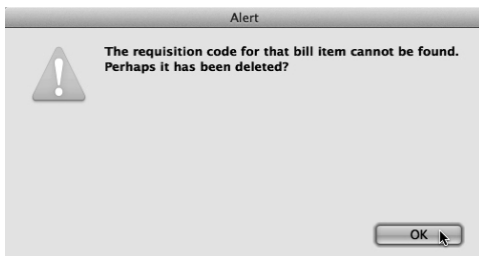 Alert
The requisition code for that bill item cannot be found.
Perhaps it has been deleted?
OK